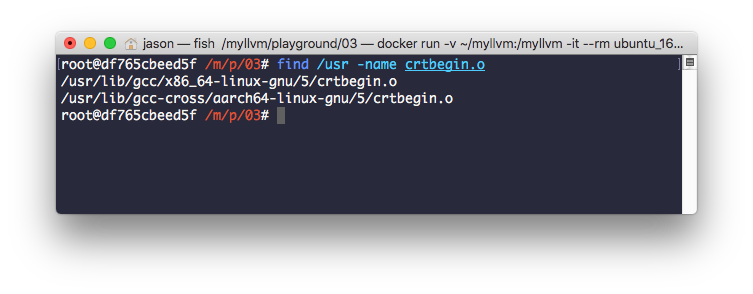 jason — fish /myllvm/playground/03 — docker run -v ~/myllvm:/myllvm -it --rm ubuntu_16...
[root@df765cbeed5f /m/p/03# find /usr -name crtbegin.o ]
/usr/lib/gcc/x86_64-linux-gnu/5/crtbegin.o
/usr/lib/gcc-cross/aarch64-linux-gnu/5/crtbegin.o
root@df765cbeed5f /m/p/03#